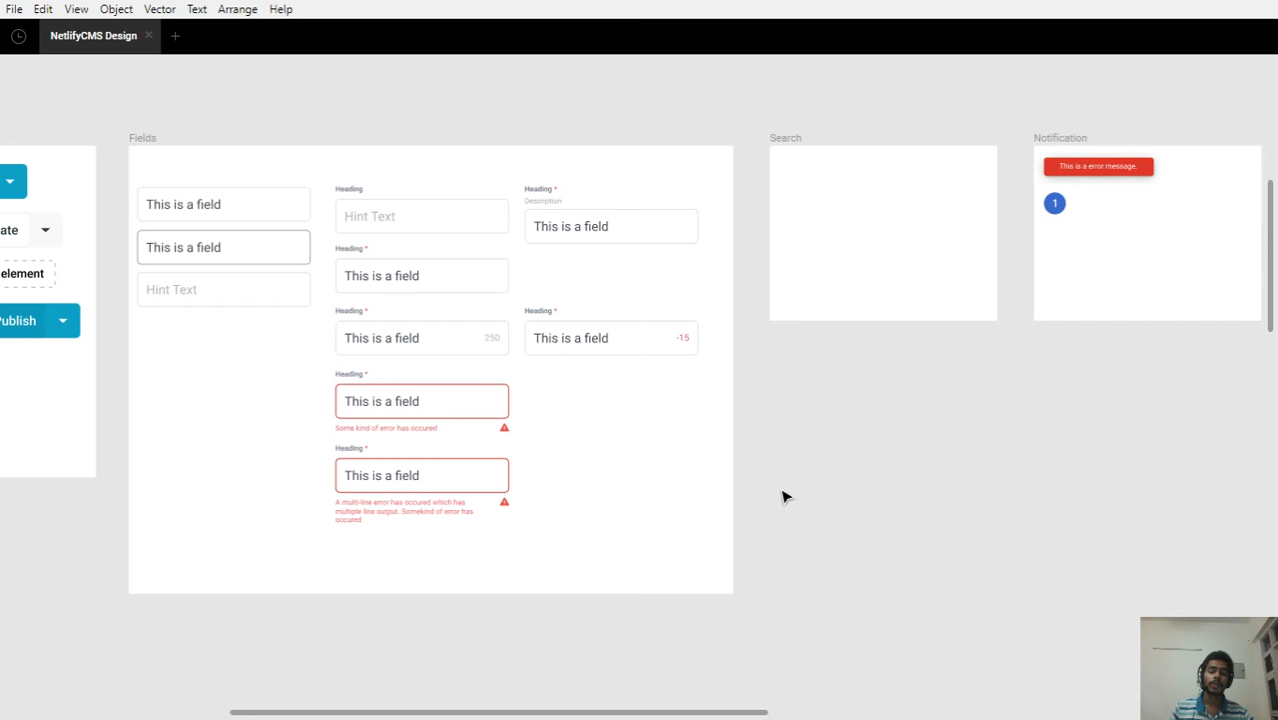 File Edit View Object Vector Text Arrange Help
NetlifyCMS Design
Fields
Search
Notification
ate
element
Publish
This is a field
This is a field
Hint Text
Heading
Hint Text
Heading *
Description
This is a field
Heading *
This is a field
Heading *
This is a field 250
Heading *
This is a field -15
Heading *
This is a field
Some kind of error has occured
Heading *
This is a field
A multi-line error has occured which has
multiple line output. Somekind of error has
occured
This is a error message.
1